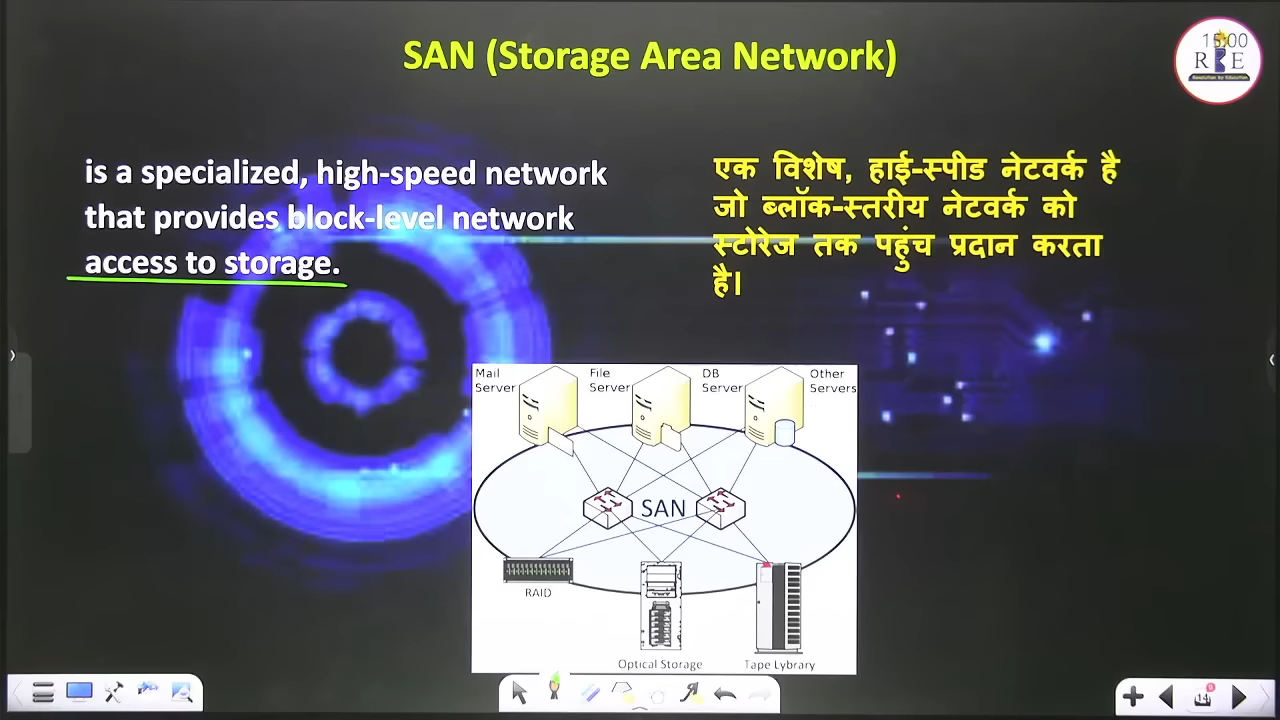 SAN (Storage Area Network)
15:00
R E
is a specialized, high-speed network
that provides block-level network
access to storage.
एक विशेष, हाई-स्पीड नेटवर्क है
जो ब्लॉक-स्तरीय नेटवर्क को
स्टोरेज तक पहुंच प्रदान करता
है।
Mail
Server
File
Server
DB
Server
Other
Servers
SAN
RAID
Optical Storage
Tape Lybrary
14